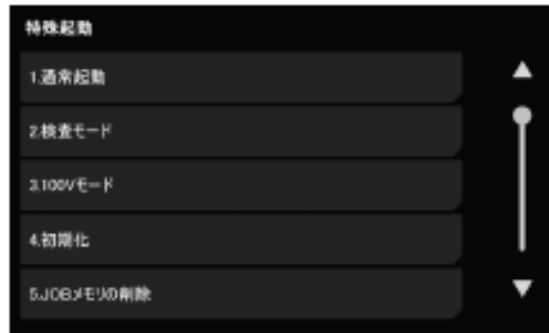 特殊起動
1.通常起動
2.検査モード
3.100Vモード
4.初期化
5.JOBメモリの削除